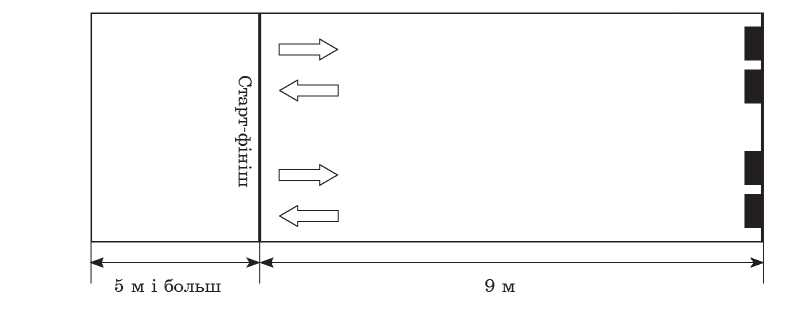 Старт-фініш
5 м і больш
9 м